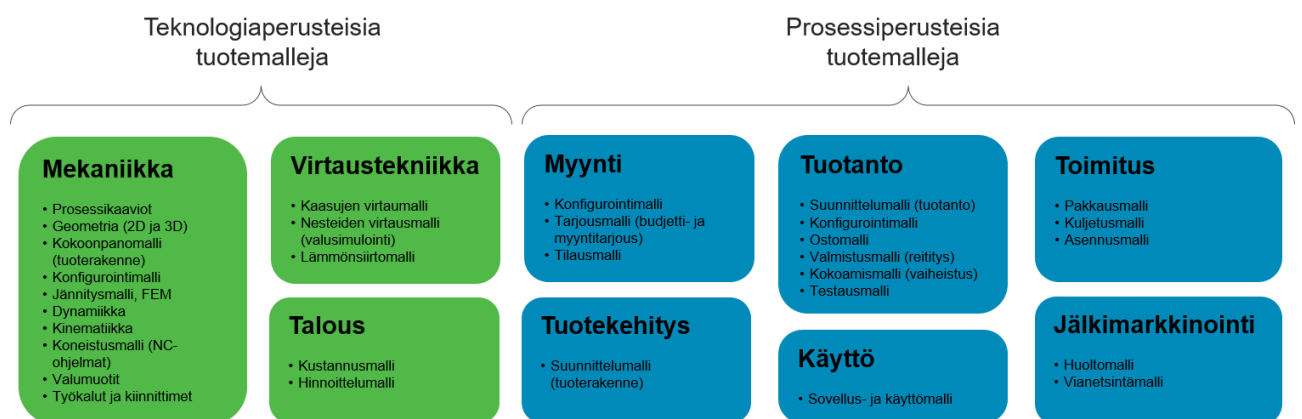 Teknologiaperusteisia
tuotemalleja
Prosessiperusteisia
tuotemalleja
Mekaniikka
• Prosessikaaviot
• Geometria (2D ja 3D)
• Kokoonpanomalli
(tuoterakenne)
• Konfigurointimalli
• Jännitysmalli, FEM
• Dynamiikka
• Kinematiikka
• Koneistusmalli (NC-
ohjelmat)
• Valumuotit
• Työkalut ja kiinnittimet
Virtaustekniikka
• Kaasujen virtaumalli
• Nesteiden virtausmalli
(valusimulointi)
• Lämmönsiirtomalli
Talous
• Kustannusmalli
• Hinnoittelumalli
Myynti
• Konfigurointimalli
• Tarjousmalli (budjetti- ja
myyntitarjous)
• Tilausmalli
Tuotekehitys
• Suunnittelumalli
(tuoterakenne)
Tuotanto
• Suunnittelumalli (tuotanto)
• Konfigurointimalli
• Ostomalli
• Valmistusmalli (reititys)
• Kokoamismalli (vaiheistus)
• Testausmalli
Käyttö
• Sovellus- ja käyttömalli
Toimitus
• Pakkausmalli
• Kuljetusmalli
• Asennusmalli
Jälkimarkkinointi
• Huoltomalli
• Vianetsintämalli